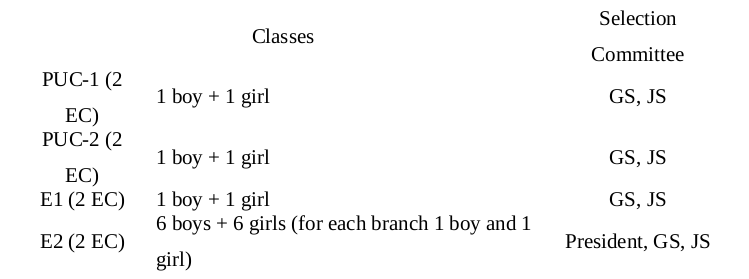 Classes
Selection
Committee
PUC-1 (2
EC)
1 boy + 1 girl
GS, JS
PUC-2 (2
EC)
1 boy + 1 girl
GS, JS
E1 (2 EC)
1 boy + 1 girl
GS, JS
E2 (2 EC)
6 boys + 6 girls (for each branch 1 boy and 1
girl)
President, GS, JS